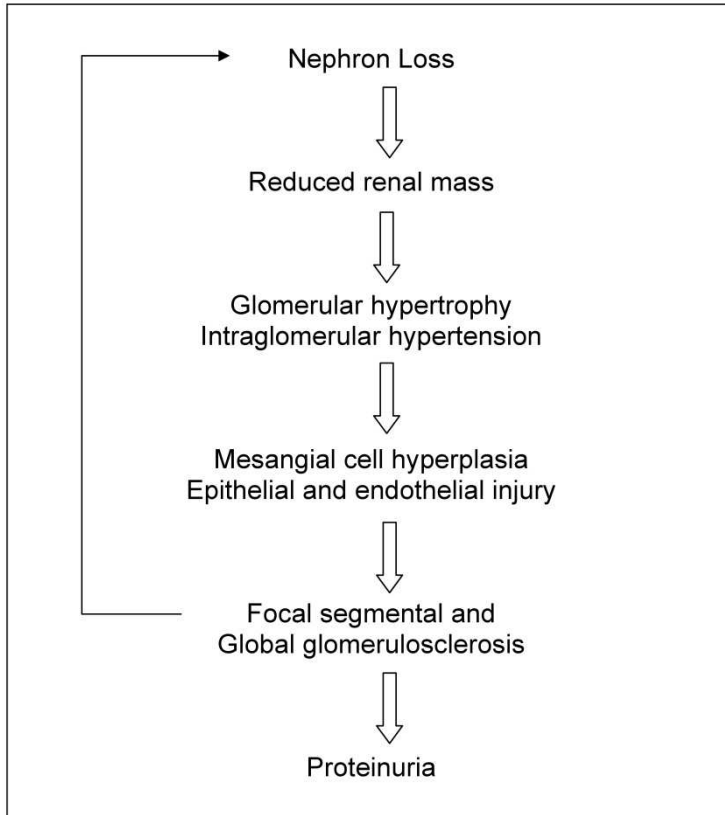 Nephron Loss
Reduced renal mass
Glomerular hypertrophy
Intraglomerular hypertension
Mesangial cell hyperplasia
Epithelial and endothelial injury
Focal segmental and
Global glomerulosclerosis
Proteinuria